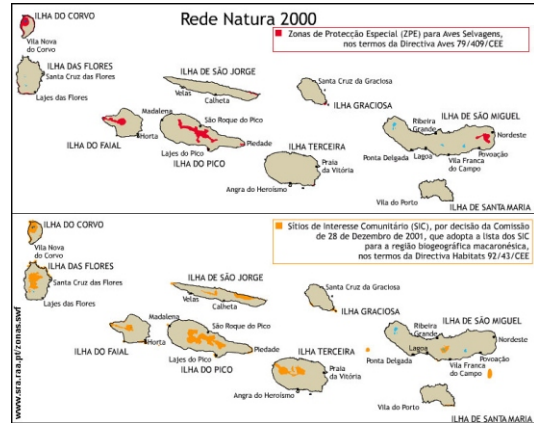 Rede Natura 2000
Zonas de Protecção Especial (ZPE) para Aves Selvagens,
nos termos da Directiva Aves 79/409/CEE
ILHA DO CORVO
Vila Nova
do Corvo
ILHA DAS FLORES
Santa Cruz das Flores
Lajes das Flores
ILHA DE SÃO JORGE
Velas
Calheta
Santa Cruz da Graciosa
ILHA GRACIOSA
Madalena
São Roque do Pico
Horta
ILHA DO FAIAL
Piedade
Lajes do Pico
ILHA DO PICO
ILHA TERCEIRA
Praia
da Vitória
Angra do Heroísmo
ILHA DE SÃO MIGUEL
Ribeira
Grande
Nordeste
Ponta Delgada
Lagoa
Povoação
Vila Franca
do Campo
Vila do Porto
ILHA DE SANTA MARIA
Sítios de Interesse Comunitário (SIC), por decisão da Comissão
de 28 de Dezembro de 2001, que adopta a lista dos SIC
para a região biogeográfica macaronésica,
nos termos da Directiva Habitats 92/43/CEE
ILHA DO CORVO
Vila Nova
do Corvo
ILHA DAS FLORES
Santa Cruz das Flores
Lajes das Flores
ILHA DE SÃO JORGE
Velas
Calheta
Santa Cruz da Graciosa
ILHA GRACIOSA
Madalena
São Roque do Pico
Horta
ILHA DO FAIAL
Piedade
Lajes do Pico
ILHA DO PICO
ILHA TERCEIRA
Praia
da Vitória
Angra do Heroísmo
ILHA DE SÃO MIGUEL
Ribeira
Grande
Nordeste
Ponta Delgada
Lagoa
Povoação
Vila Franca
do Campo
Vila do Porto
ILHA DE SANTA MARIA
www.sra.raa.pt/zonas.swf